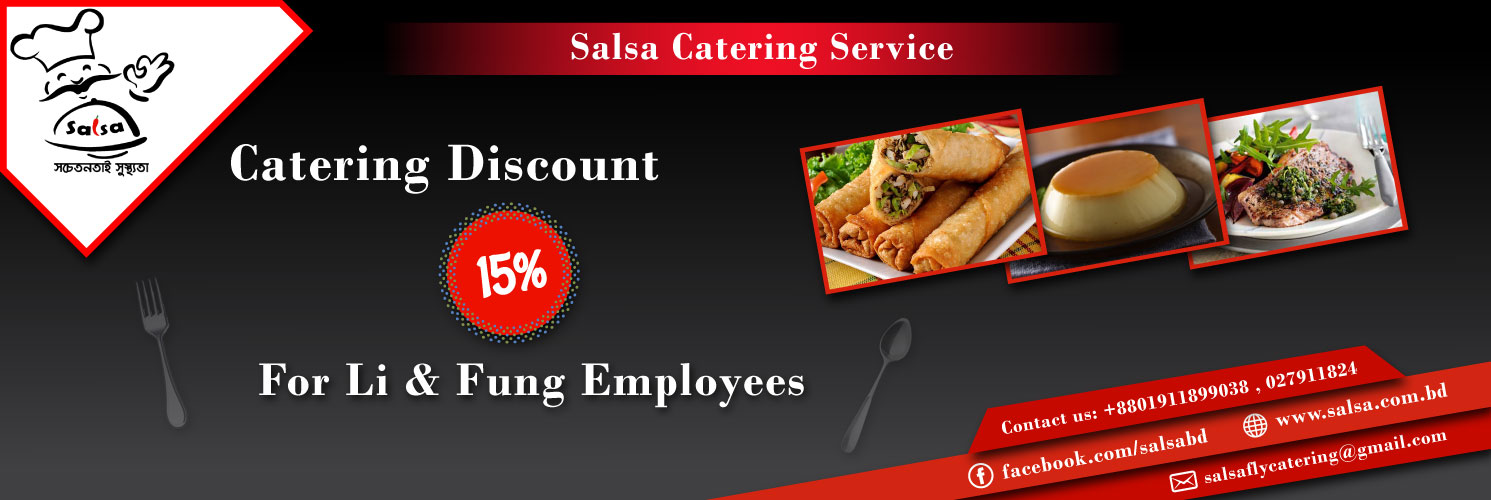 Salsa Catering Service
Salsa
সচেতনতাই সুস্থ্যতা
Catering Discount
15%
For Li & Fung Employees
Contact us: +8801911899038 , 027911824
facebook.com/salsabd
www.salsa.com.bd
salsaflycatering@gmail.com